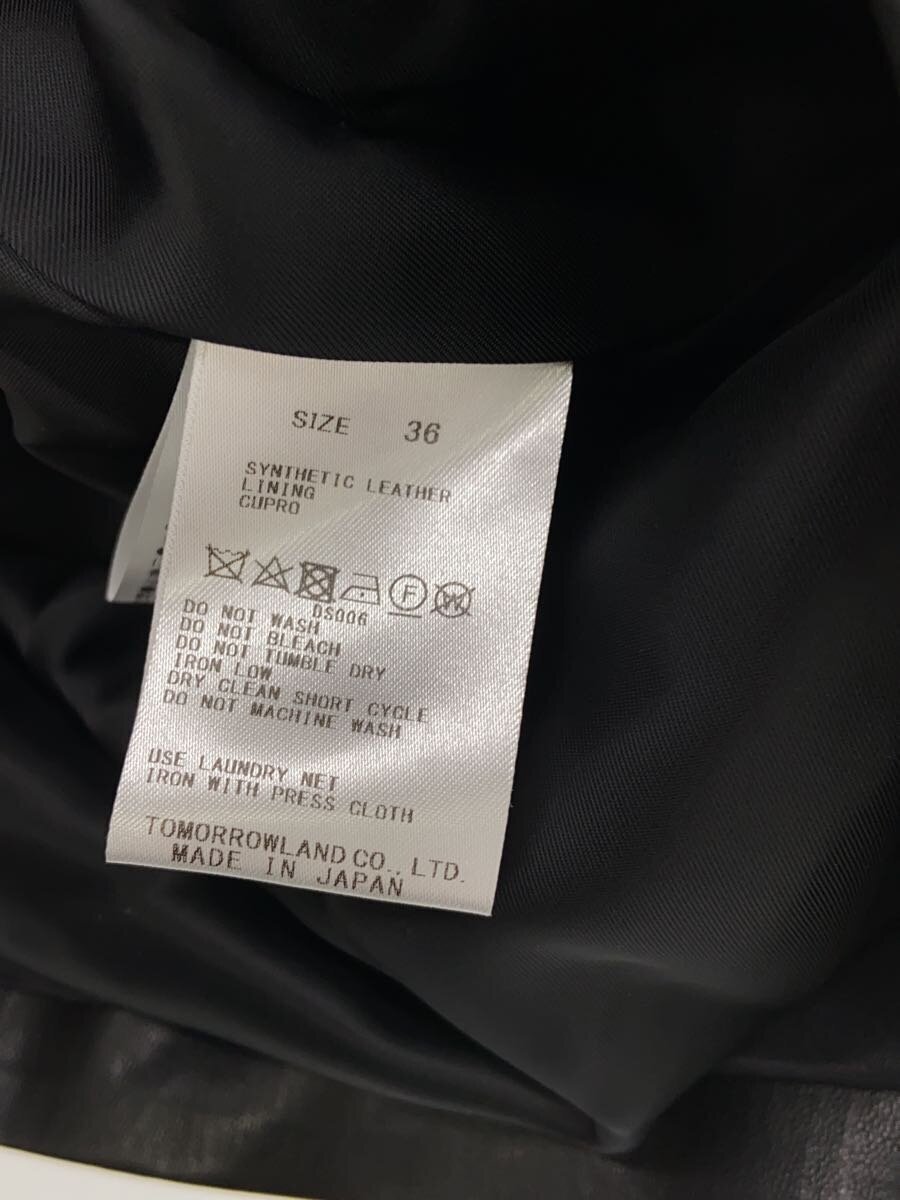 SIZE 36
SYNTHETIC LEATHER
LINING
CUPRO
F
W
DS006
DO NOT WASH
DO NOT BLEACH
DO NOT TUMBLE DRY
IRON LOW
DRY CLEAN SHORT CYCLE
DO NOT MACHINE WASH
USE LAUNDRY NET
IRON WITH PRESS CLOTH
TOMORROWLAND CO., LTD.
MADE IN JAPAN